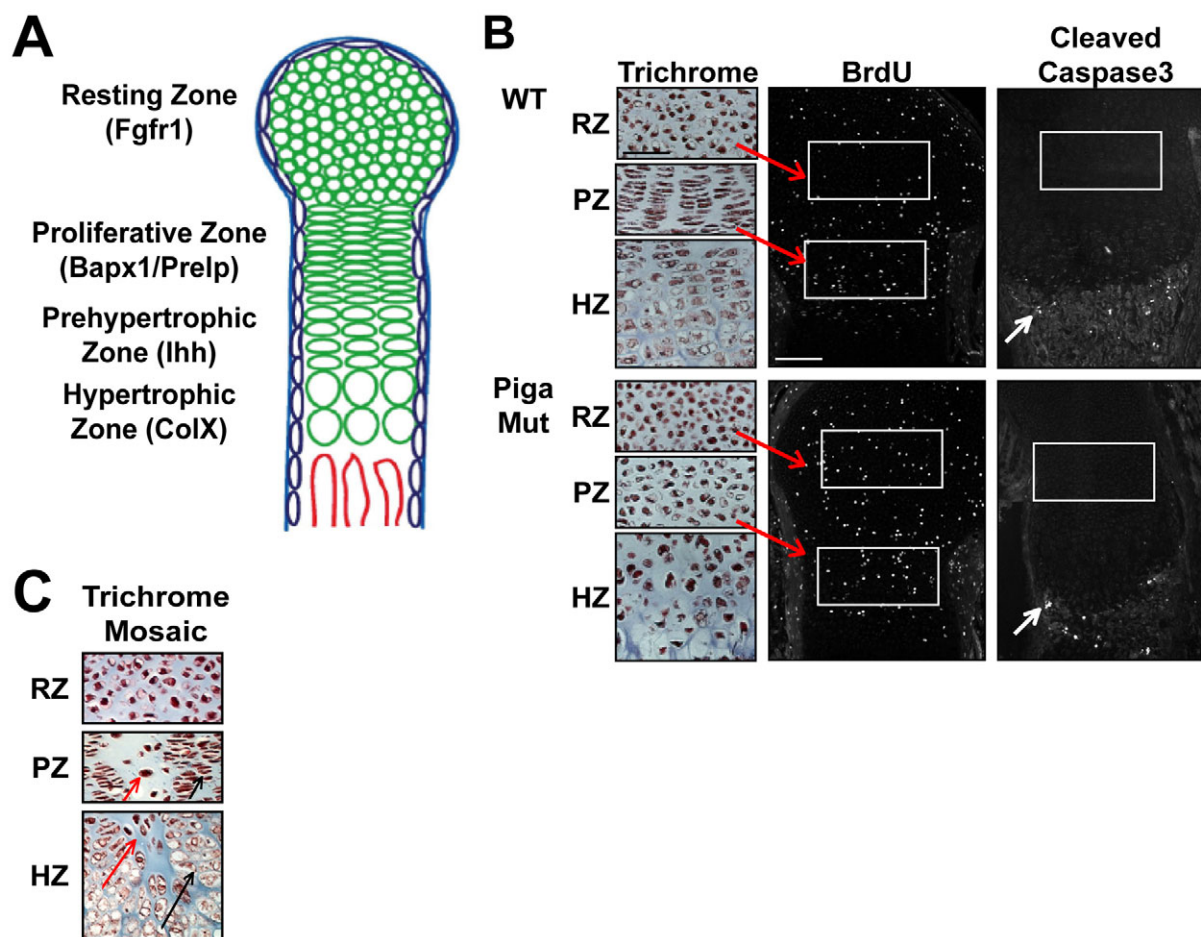 A
Resting Zone
(Fgfr1)
Proliferative Zone
(Bapx1/Prelp)
Prehypertrophic
Zone (Ihh)
Hypertrophic
Zone (ColX)
B
Trichrome
BrdU
Cleaved
Caspase3
WT
RZ
PZ
HZ
Piga
Mut
RZ
PZ
HZ
C
Trichrome
Mosaic
RZ
PZ
HZ